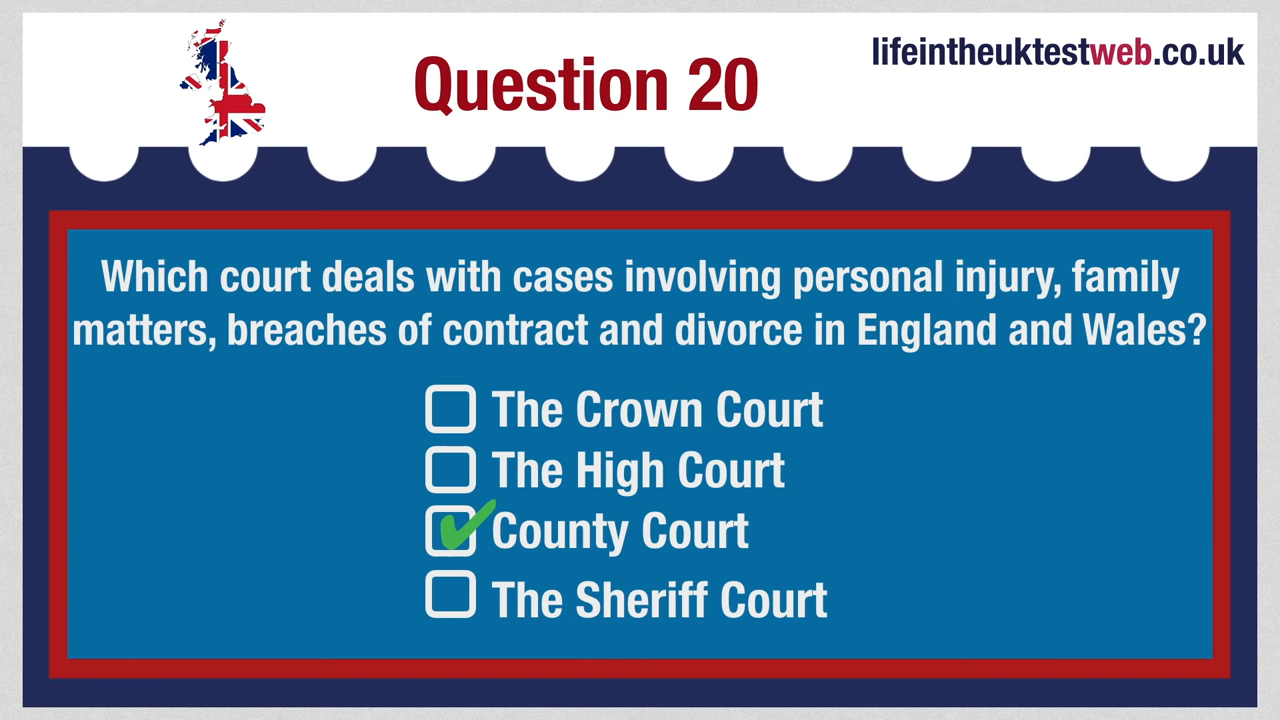 Question 20
lifeintheuktestweb.co.uk
Which court deals with cases involving personal injury, family
matters, breaches of contract and divorce in England and Wales?
The Crown Court
The High Court
County Court
The Sheriff Court